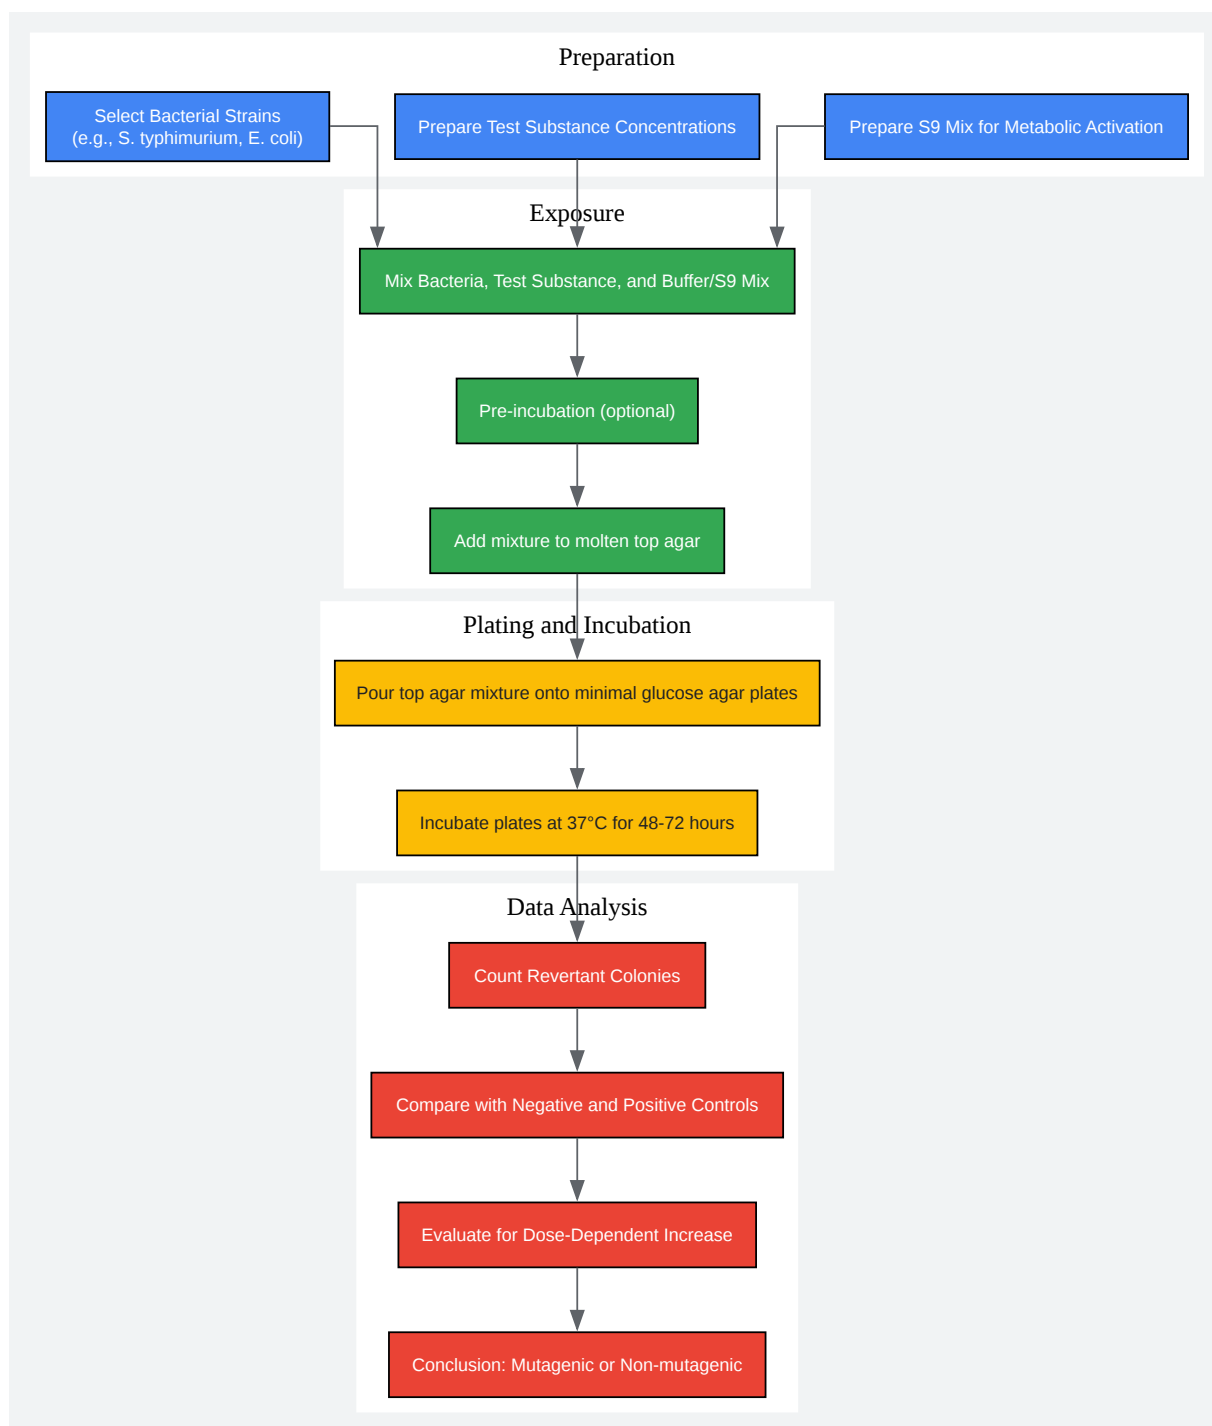 Preparation
Select Bacterial Strains
(e.g., S. typhimurium, E. coli)
Prepare Test Substance Concentrations
Prepare S9 Mix for Metabolic Activation
Exposure
Mix Bacteria, Test Substance, and Buffer/S9 Mix
Pre-incubation (optional)
Add mixture to molten top agar
Plating and Incubation
Pour top agar mixture onto minimal glucose agar plates
Incubate plates at 37°C for 48-72 hours
Data Analysis
Count Revertant Colonies
Compare with Negative and Positive Controls
Evaluate for Dose-Dependent Increase
Conclusion: Mutagenic or Non-mutagenic